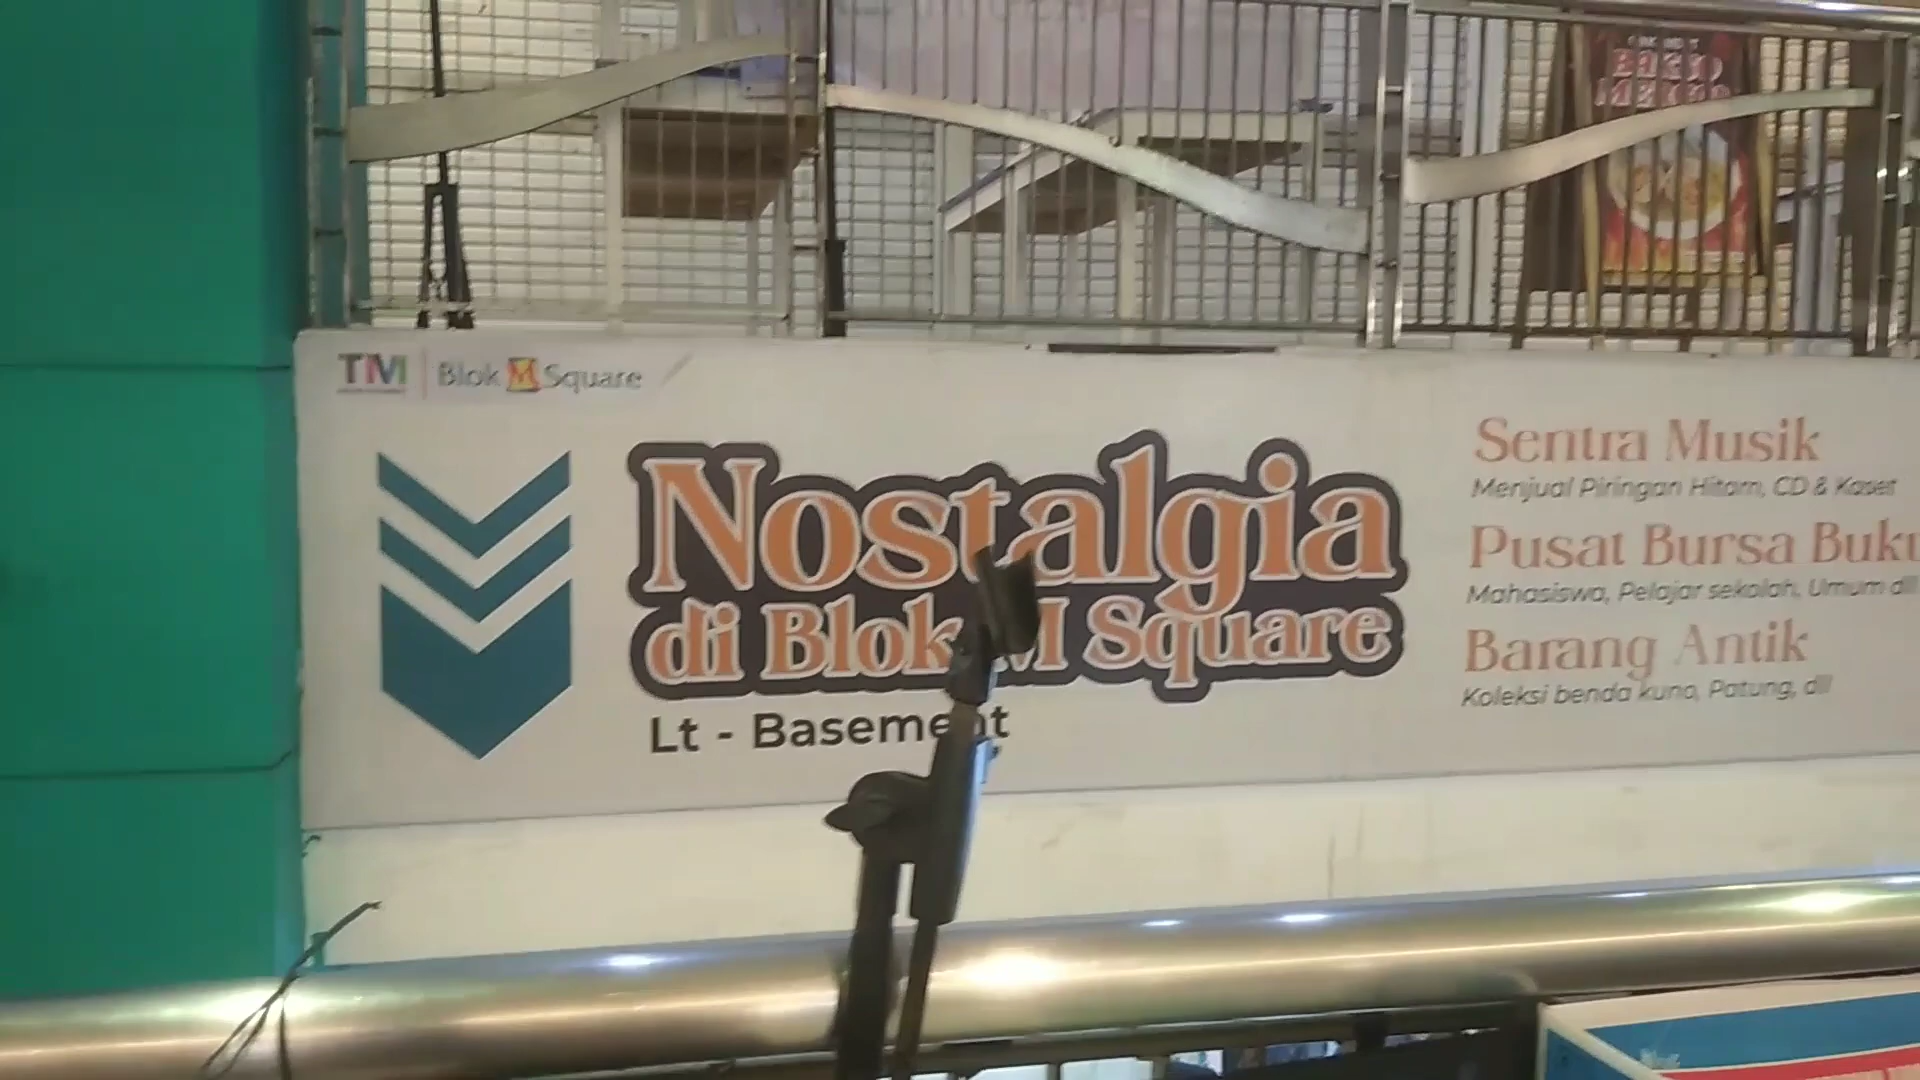 BAKSO
TM Blok M Square
Nostalgia
di Blok M Square
Lt - Basement
Sentra Musik
Menjual Piringan Hitam, CD & Kaset
Pusat Bursa Buku
Mahasiswa, Pelajar sekolah, Umum dll
Barang Antik
Koleksi benda kuno, Patung, dll